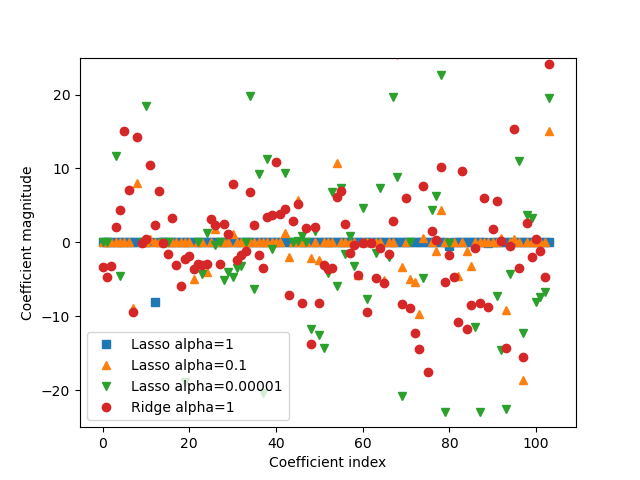 20
10
0
−10
−20
Coefficient magnitude
Lasso alpha=1
Lasso alpha=0.1
Lasso alpha=0.00001
Ridge alpha=1
0 20 40 60 80 100
Coefficient index